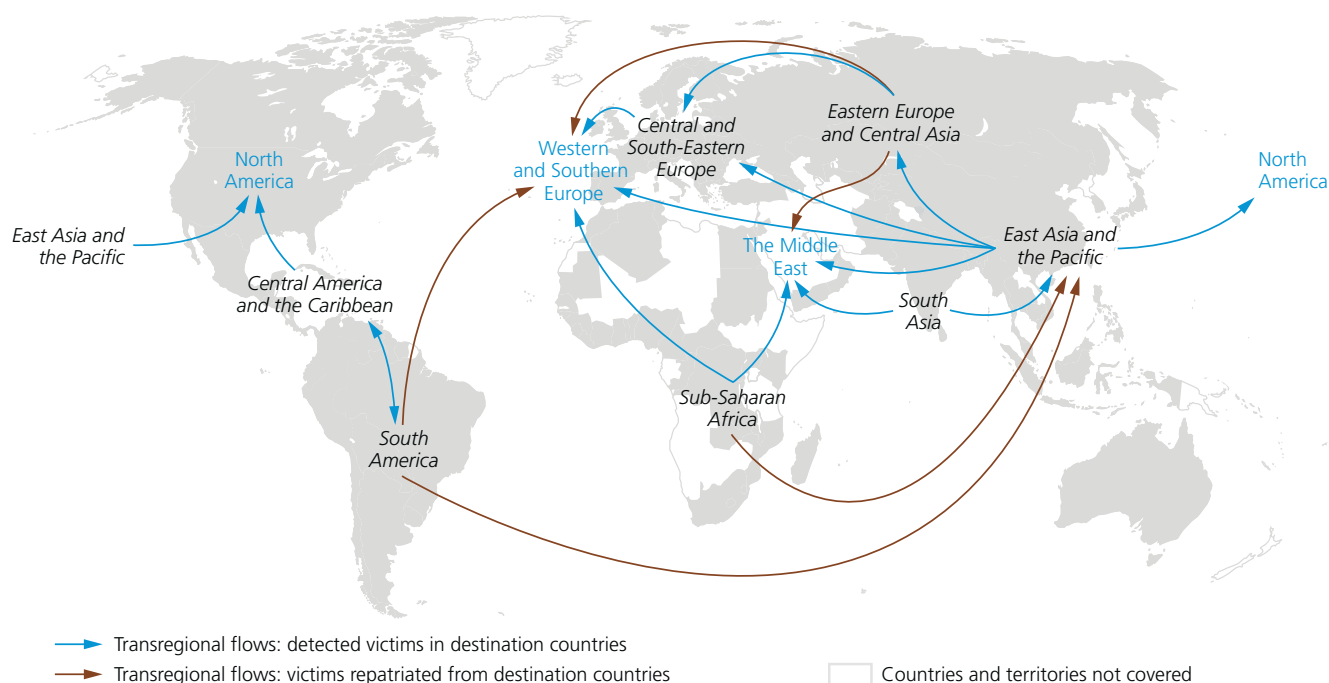 Eastern Europe
and Central Asia
Central and
South-Eastern
Europe
Western
and Southern
Europe
North
America
North
America
East Asia and
the Pacific
East Asia and
the Pacific
The Middle
East
Central America
and the Caribbean
South
Asia
Sub-Saharan
Africa
South
America
Transregional flows: detected victims in destination countries
Transregional flows: victims repatriated from destination countries
Countries and territories not covered